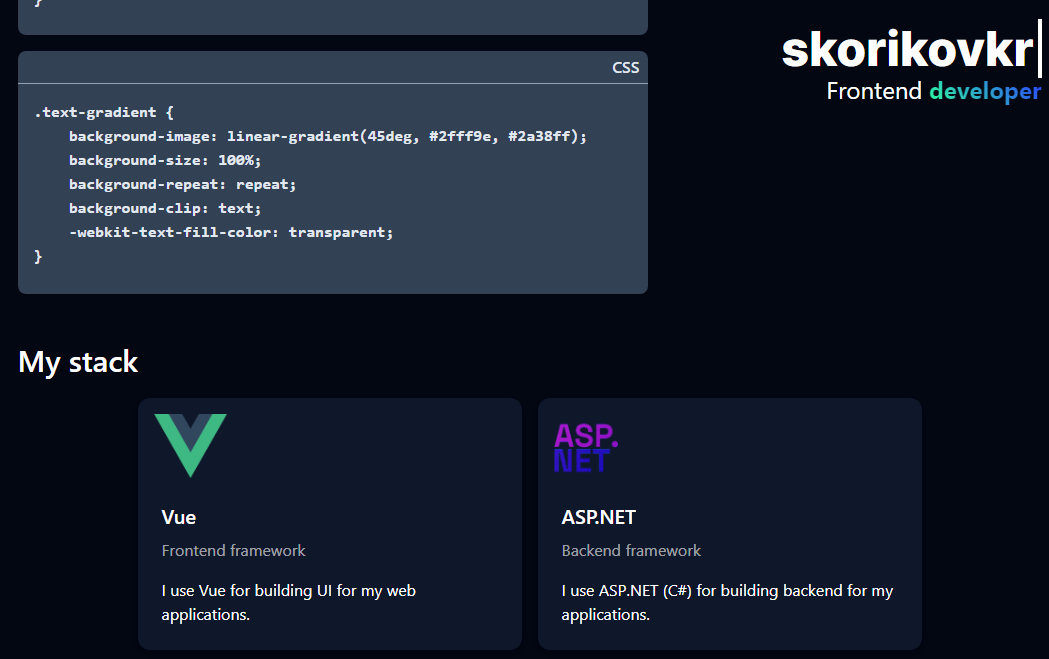 }
skorikovkr
Frontend developer
CSS
.text-gradient {
    background-image: linear-gradient(45deg, #2fff9e, #2a38ff);
    background-size: 100%;
    background-repeat: repeat;
    background-clip: text;
    -webkit-text-fill-color: transparent;
}
My stack
Vue
Frontend framework
I use Vue for building UI for my web
applications.
ASP.
NET
ASP.NET
Backend framework
I use ASP.NET (C#) for building backend for my
applications.